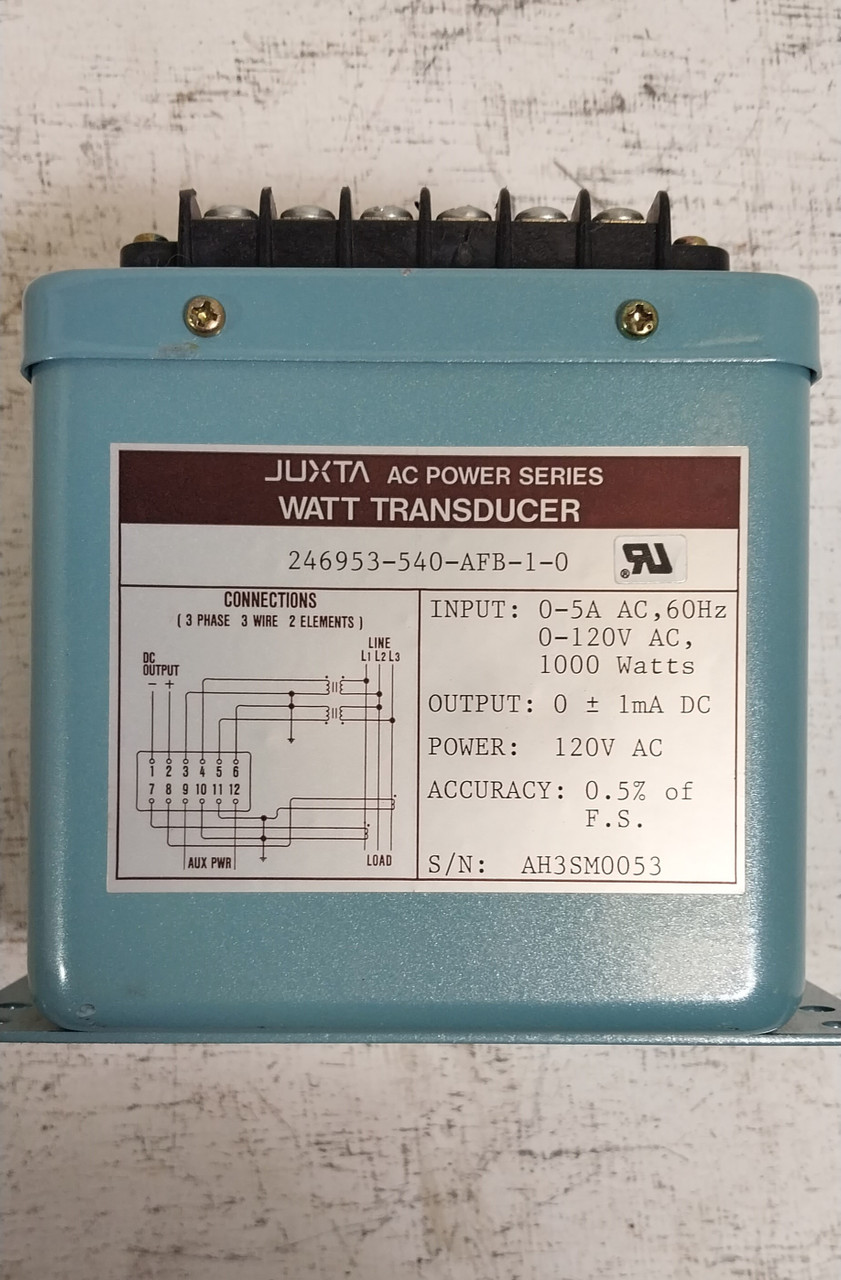 JUXTA AC POWER SERIES
WATT TRANSDUCER
246953-540-AFB-1-0
RU®
CONNECTIONS
( 3 PHASE 3 WIRE 2 ELEMENTS )
LINE
L1 L2 L3
DC
OUTPUT
− +
1 2 3 4 5 6
7 8 9 10 11 12
AUX PWR
LOAD
INPUT: 0-5A AC,60Hz
0-120V AC,
1000 Watts
OUTPUT: 0 ± 1mA DC
POWER: 120V AC
ACCURACY: 0.5% of
F.S.
S/N: AH3SM0053